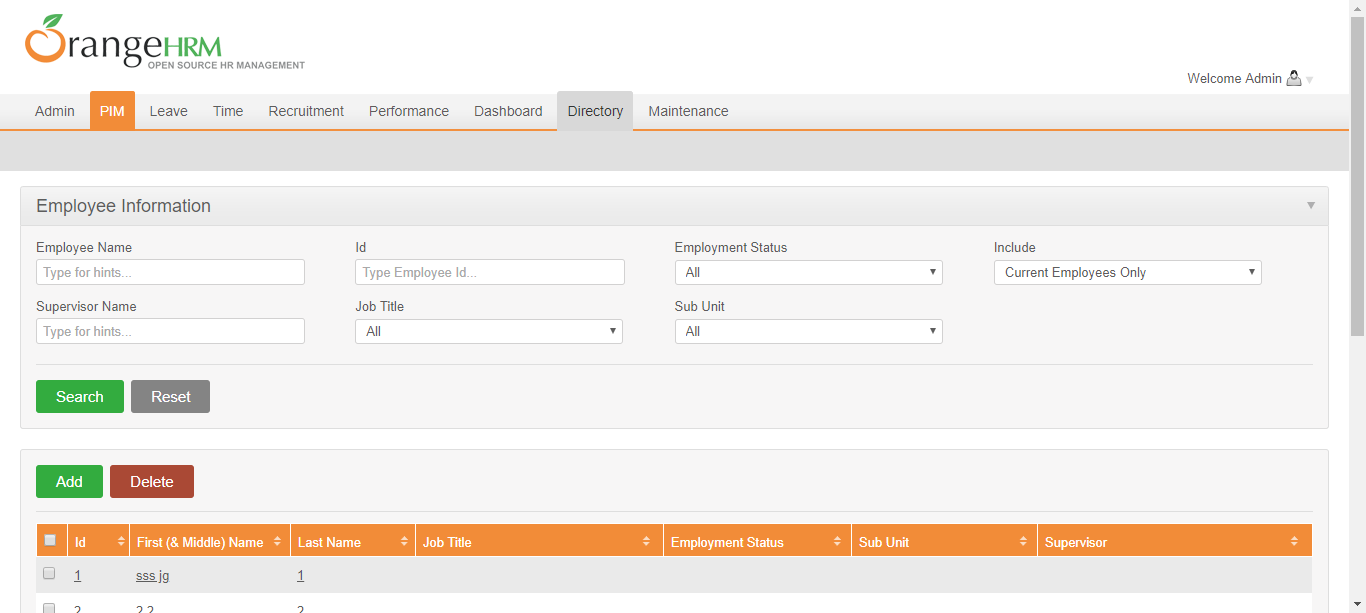 OrangeHRM
OPEN SOURCE HR MANAGEMENT
Welcome Admin
Admin PIM Leave Time Recruitment Performance Dashboard Directory Maintenance
Employee Information
Employee Name Id Employment Status Include
Type for hints... Type Employee Id... All Current Employees Only
Supervisor Name Job Title Sub Unit
Type for hints... All All
Search Reset
Add Delete
Id First (& Middle) Name Last Name Job Title Employment Status Sub Unit Supervisor
1 sss jg 1
2 2 2 2